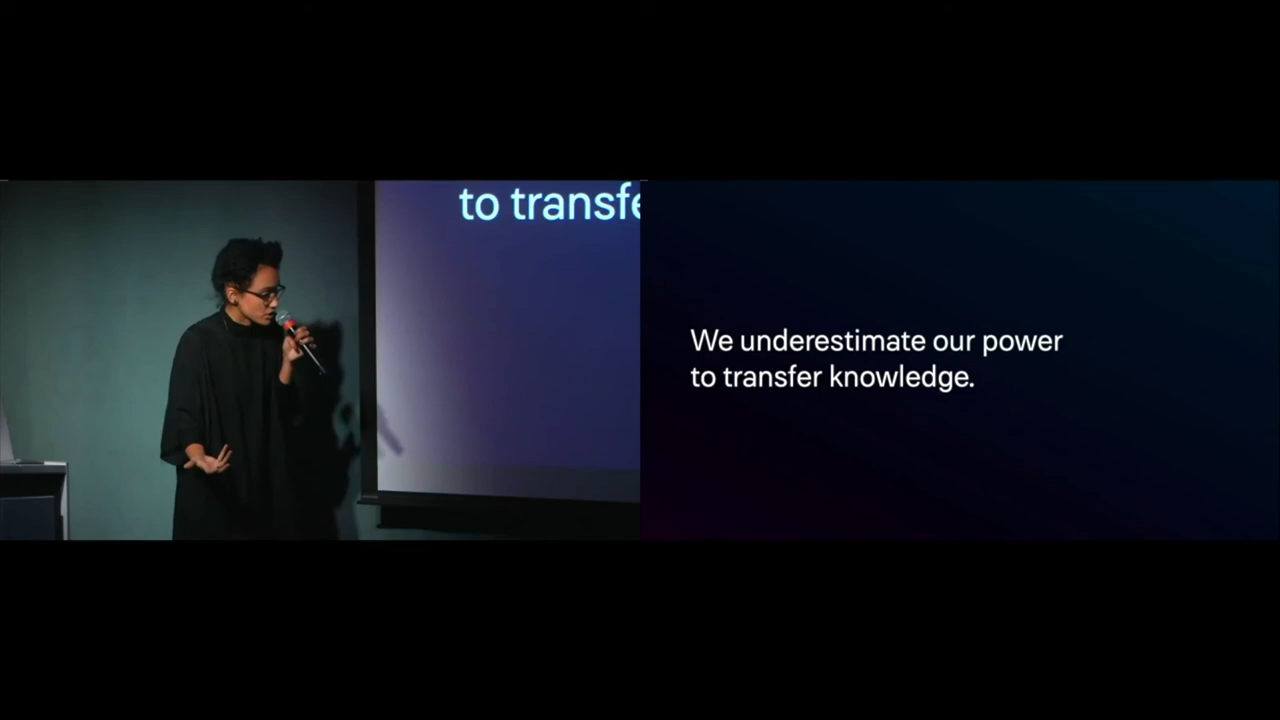 to transfe
We underestimate our power
to transfer knowledge.